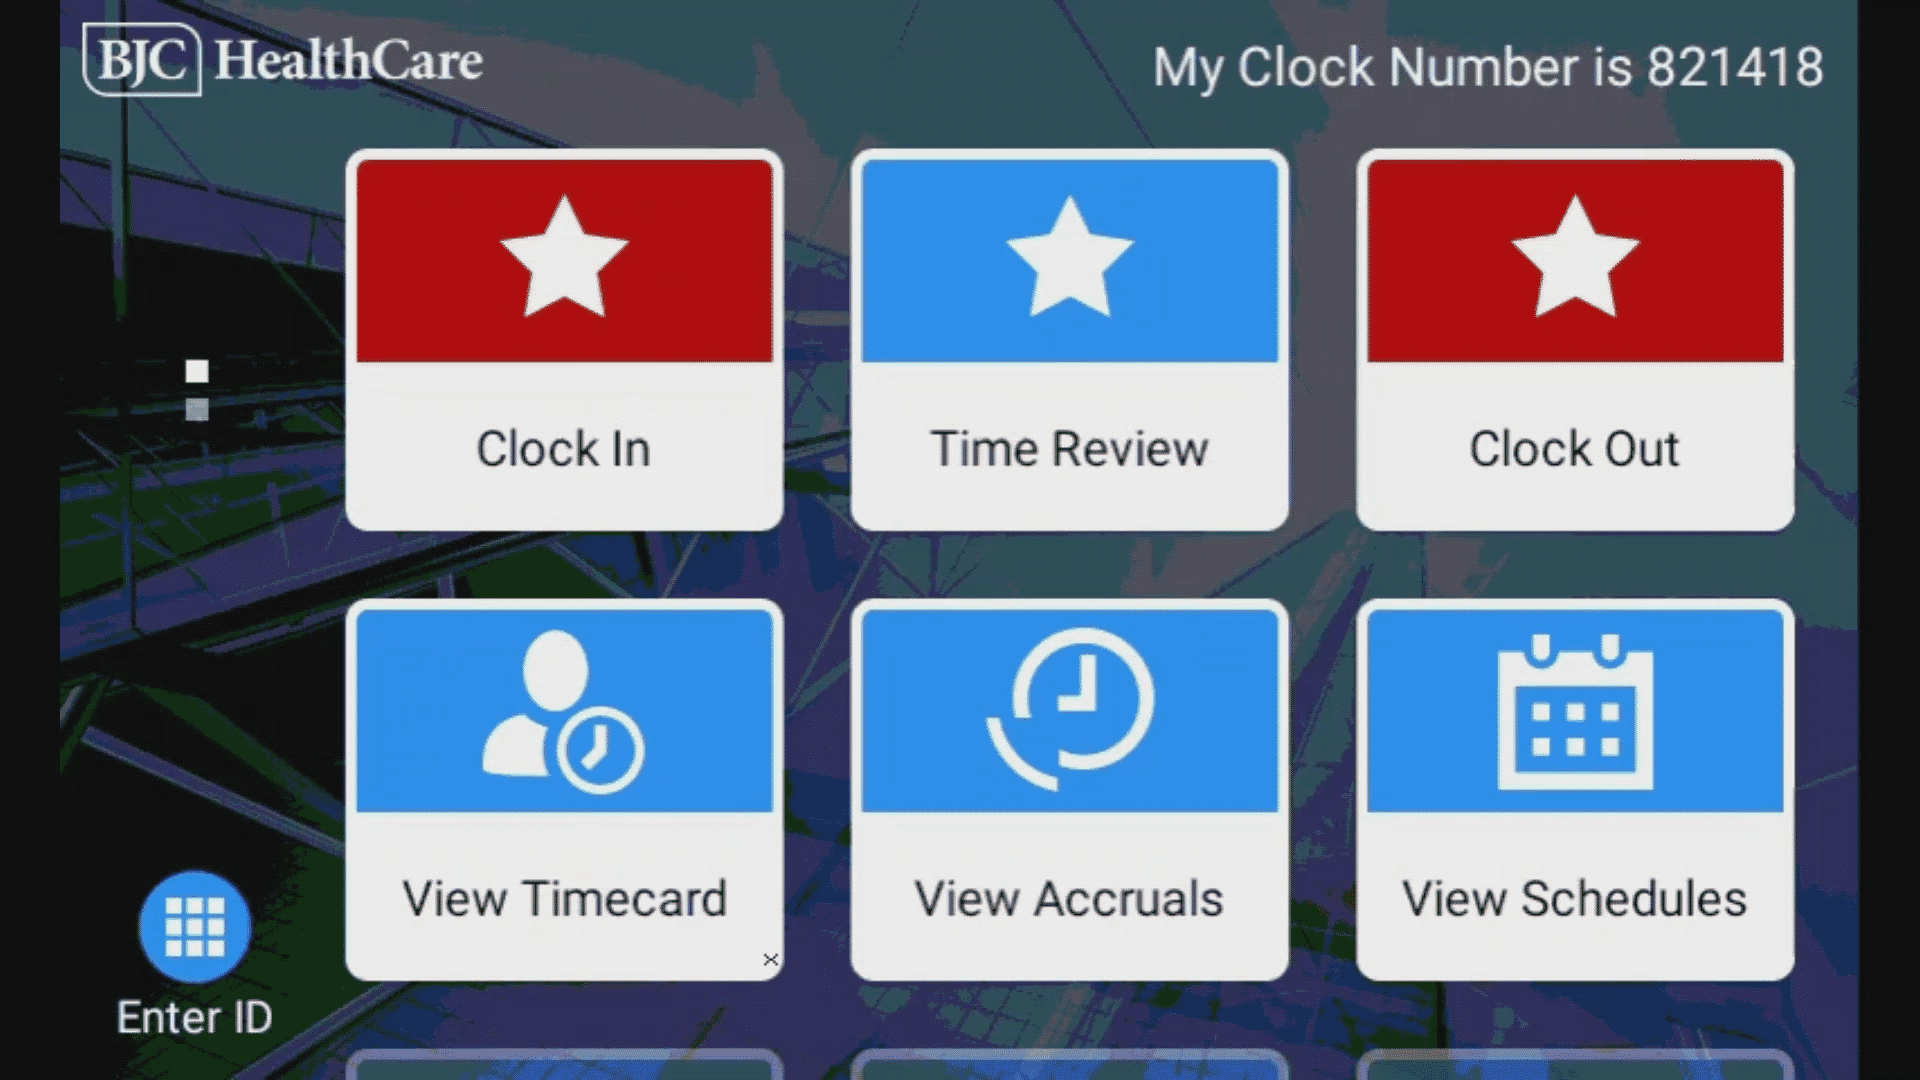 BJC HealthCare
My Clock Number is 821418
Clock In
Time Review
Clock Out
View Timecard
View Accruals
View Schedules
Enter ID